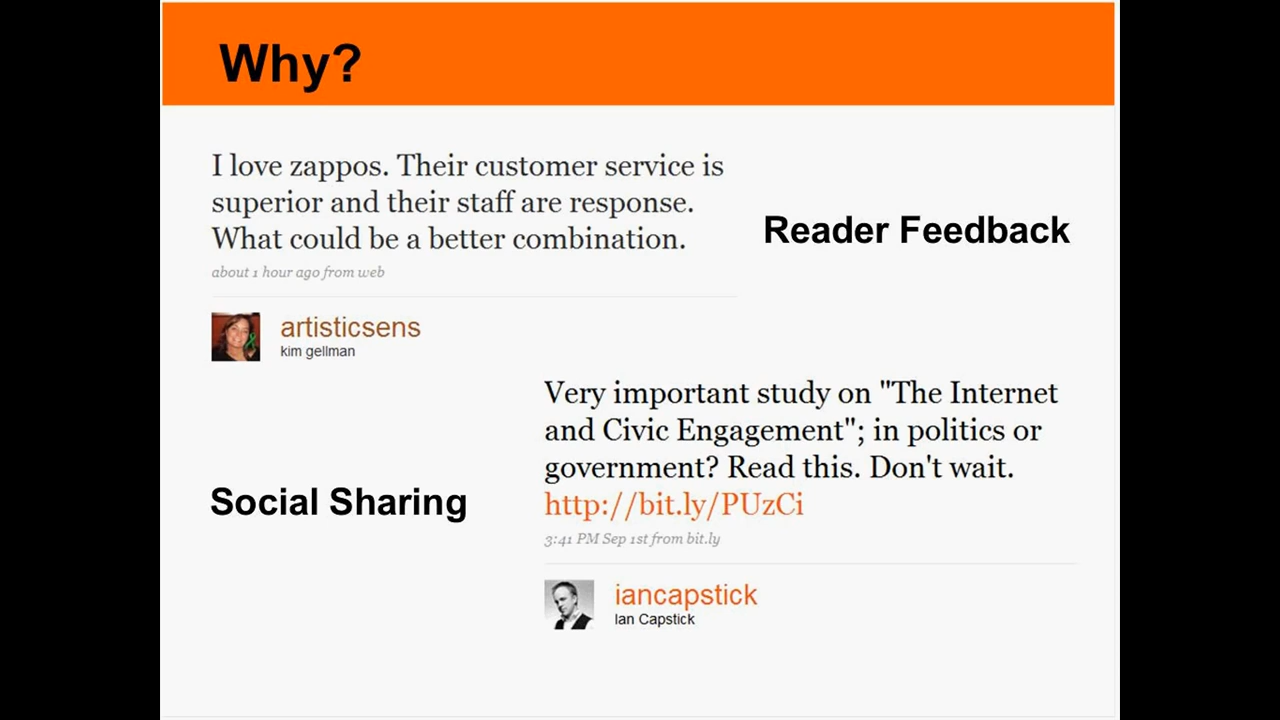 Why?
I love zappos. Their customer service is
superior and their staff are response.
What could be a better combination.
about 1 hour ago from web
artisticsens
kim gellman
Reader Feedback
Very important study on "The Internet
and Civic Engagement"; in politics or
government? Read this. Don't wait.
http://bit.ly/PUzCi
3:41 PM Sep 1st from bit.ly
iancapstick
Ian Capstick
Social Sharing